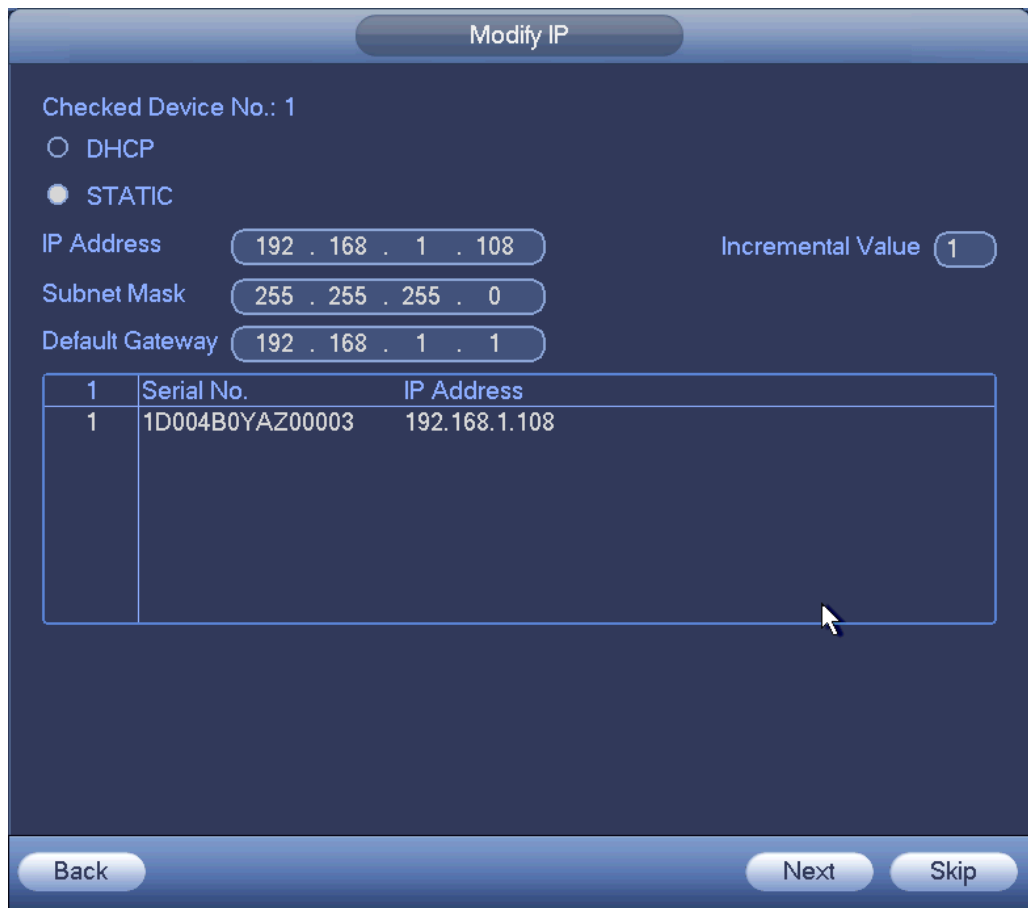 Modify IP
Checked Device No.: 1
DHCP
STATIC
IP Address 192 . 168 . 1 . 108 Incremental Value 1
Subnet Mask 255 . 255 . 255 . 0
Default Gateway 192 . 168 . 1 . 1
1 Serial No. IP Address
1 1D004B0YAZ00003 192.168.1.108
Back Next Skip